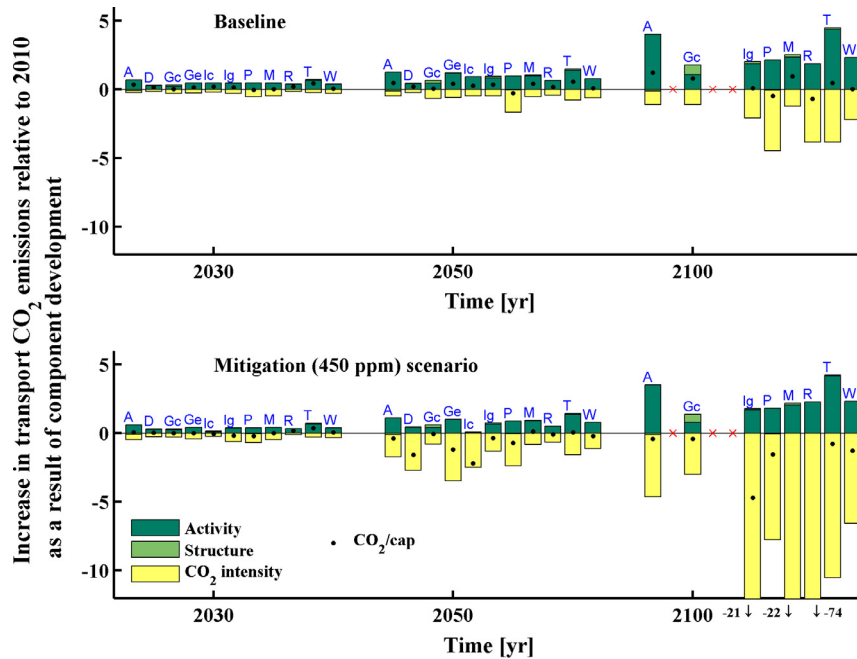 Increase in transport CO2 emissions relative to 2010
as a result of component development
Baseline
5
0
-5
-10
A D Gc Ge Ic Ig P M R T W
A D Gc Ge Ic Ig P M R T W
A Gc Ig P M R T W
2030 2050 2100
Time [yr]
Mitigation (450 ppm) scenario
5
0
-5
-10
A D Gc Ge Ic Ig P M R T W
A D Gc Ge Ic Ig P M R T W
A Gc Ig P M R T W
Activity
Structure
CO2 intensity
CO2/cap
2030 2050 2100
-21 ↓ -22 ↓ ↓ -74
Time [yr]